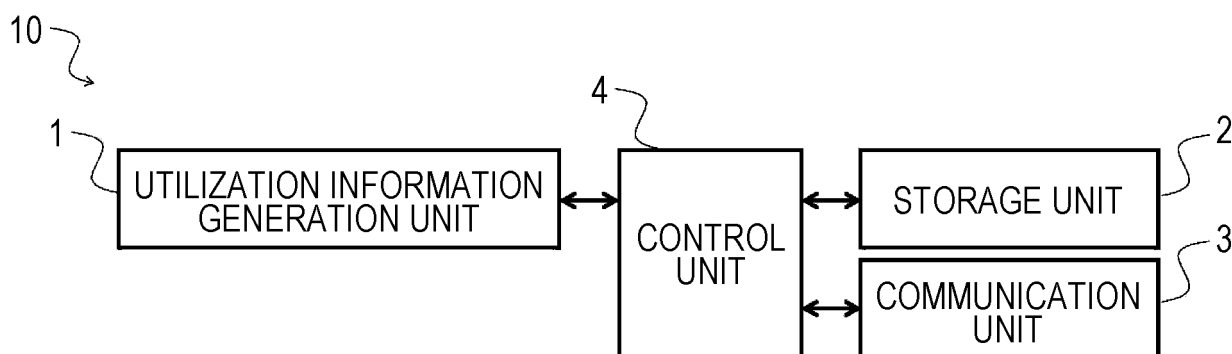 10
1
UTILIZATION INFORMATION
GENERATION UNIT
4
CONTROL
UNIT
2
STORAGE UNIT
3
COMMUNICATION
UNIT